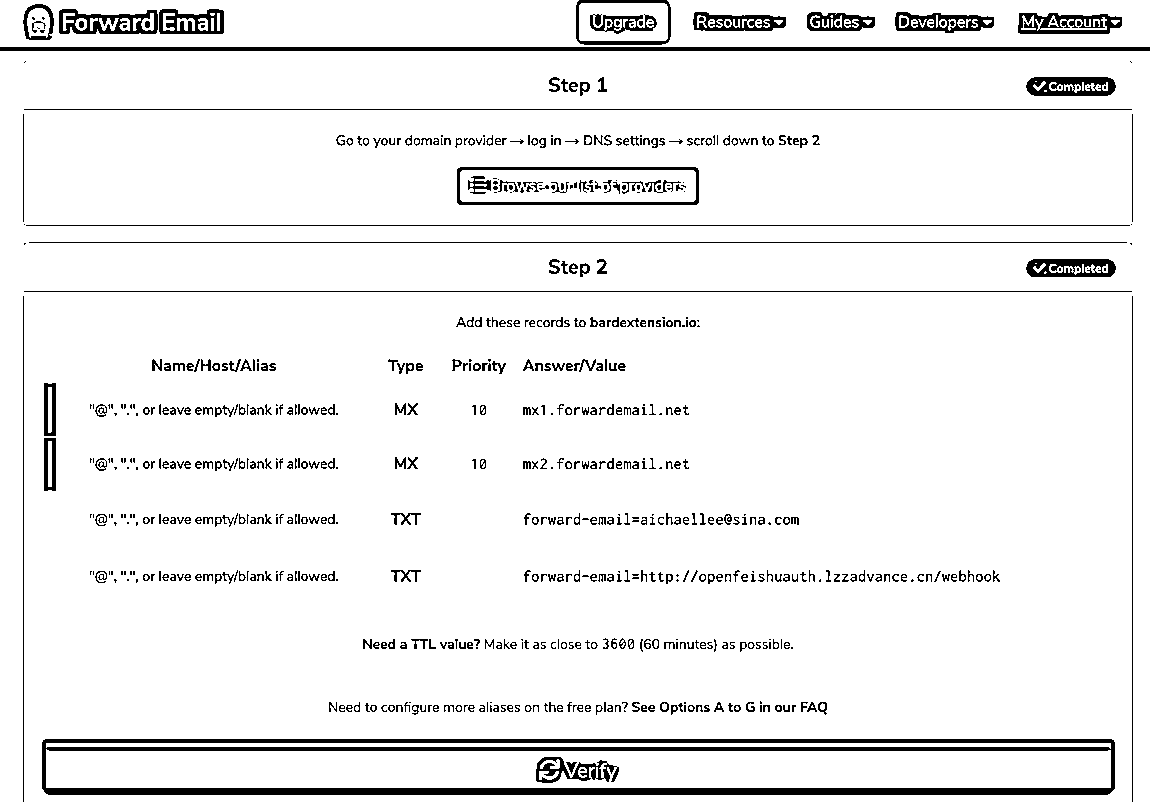 Forward Email
Upgrade Resources Guides Developers My Account
Step 1
Completed
Go to your domain provider → log in → DNS settings → scroll down to Step 2
Browse our list of providers
Step 2
Completed
Add these records to bardextension.io:
Name/Host/Alias Type Priority Answer/Value
"@", ".", or leave empty/blank if allowed. MX 10 mx1.forwardemail.net
"@", ".", or leave empty/blank if allowed. MX 10 mx2.forwardemail.net
"@", ".", or leave empty/blank if allowed. TXT forward-email=aichaellee@sina.com
"@", ".", or leave empty/blank if allowed. TXT forward-email=http://openfeishuauth.lzzadvance.cn/webhook
Need a TTL value? Make it as close to 3600 (60 minutes) as possible.
Need to configure more aliases on the free plan? See Options A to G in our FAQ
Verify